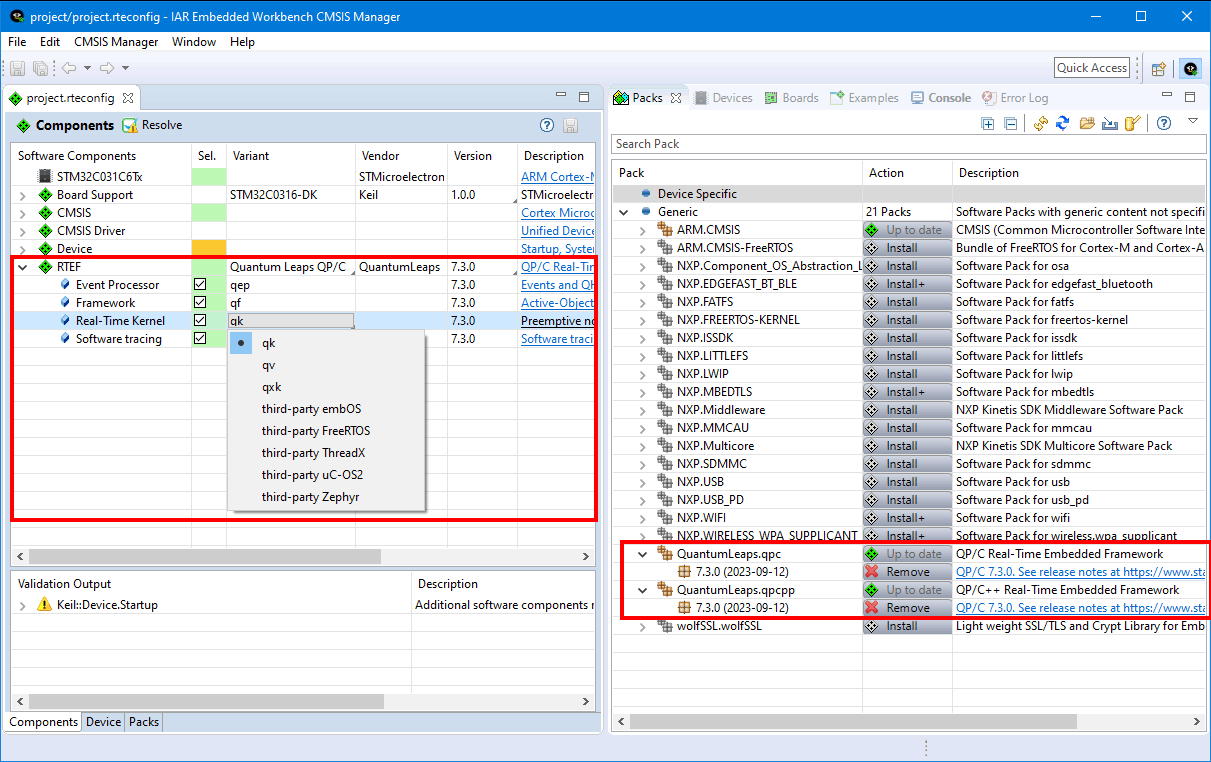 project/project.rteconfig - IAR Embedded Workbench CMSIS Manager
File Edit CMSIS Manager Window Help
Quick Access
project.rteconfig
Components Resolve
Software Components Sel. Variant Vendor Version Description
STM32C031C6Tx STMicroelectron ARM Cortex-M
Board Support STM32C0316-DK Keil 1.0.0 STMicroelectr
CMSIS Cortex Microc
CMSIS Driver Unified Device
Device Startup, Syste
RTEF Quantum Leaps QP/C QuantumLeaps 7.3.0 QP/C Real-Tin
Event Processor qep 7.3.0 Events and QH
Framework qf 7.3.0 Active-Object
Real-Time Kernel qk 7.3.0 Preemptive no
Software tracing 7.3.0 Software traci
qk
qv
qxk
third-party embOS
third-party FreeRTOS
third-party ThreadX
third-party uC-OS2
third-party Zephyr
Validation Output Description
Keil::Device.Startup Additional software components r
Components Device Packs
Packs Devices Boards Examples Console Error Log
Search Pack
Pack Action Description
Device Specific
Generic 21 Packs Software Packs with generic content not specifi
ARM.CMSIS Up to date CMSIS (Common Microcontroller Software Inte
ARM.CMSIS-FreeRTOS Install Bundle of FreeRTOS for Cortex-M and Cortex-A
NXP.Component_OS_Abstraction_L Install Software Pack for osa
NXP.EDGEFAST_BT_BLE Install+ Software Pack for edgefast_bluetooth
NXP.FATFS Install Software Pack for fatfs
NXP.FREERTOS-KERNEL Install Software Pack for freertos-kernel
NXP.ISSDK Install Software Pack for issdk
NXP.LITTLEFS Install Software Pack for littlefs
NXP.LWIP Install Software Pack for lwip
NXP.MBEDTLS Install+ Software Pack for mbedtls
NXP.Middleware Install NXP Kinetis SDK Middleware Software Pack
NXP.MMCAU Install Software Pack for mmcau
NXP.Multicore Install NXP Kinetis SDK Multicore Software Pack
NXP.SDMMC Install Software Pack for sdmmc
NXP.USB Install Software Pack for usb
NXP.USB_PD Install Software Pack for usb_pd
NXP.WIFI Install+ Software Pack for wifi
NXP.WIRELESS_WPA_SUPPLICANT Install+ Software Pack for wireless.wpa_supplicant
QuantumLeaps.qpc Up to date QP/C Real-Time Embedded Framework
7.3.0 (2023-09-12) Remove QP/C 7.3.0. See release notes at https://www.sta
QuantumLeaps.qpcpp Up to date QP/C++ Real-Time Embedded Framework
7.3.0 (2023-09-12) Remove QP/C 7.3.0. See release notes at https://www.sta
wolfSSL.wolfSSL Install Light weight SSL/TLS and Crypt Library for Emb